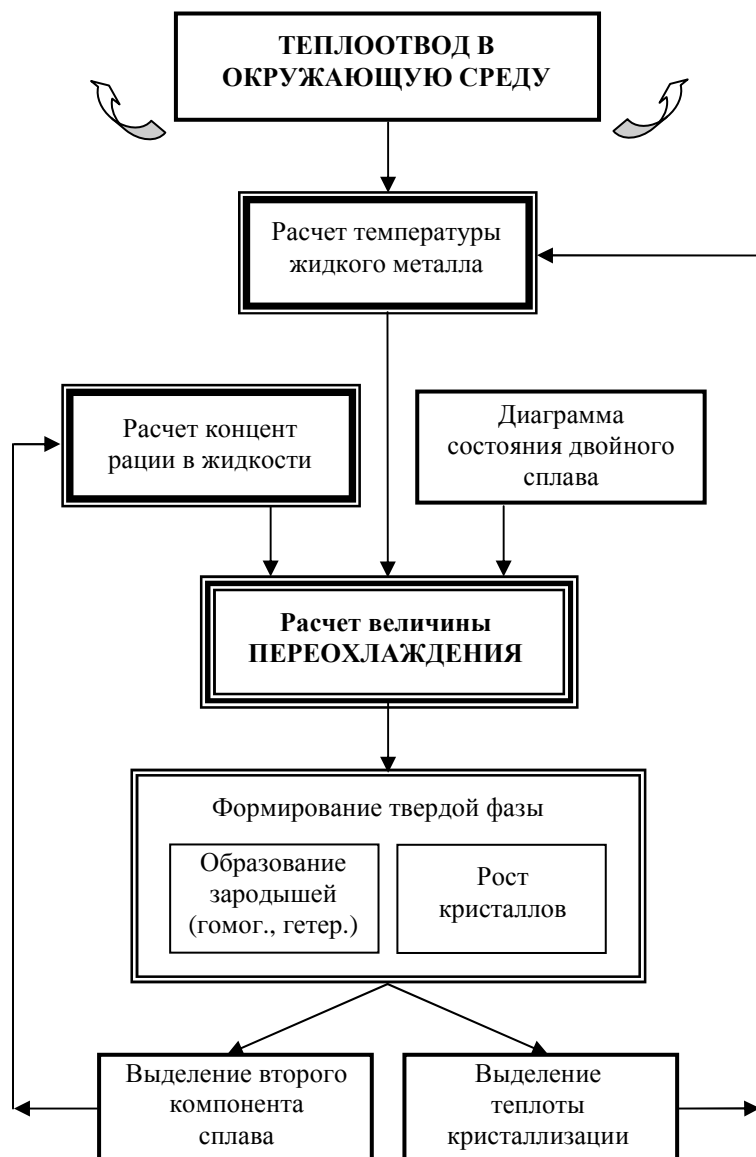 ТЕПЛООТВОД В
ОКРУЖАЮЩУЮ СРЕДУ
Расчет температуры
жидкого металла
Расчет концент
рации в жидкости
Диаграмма
состояния двойного
сплава
Расчет величины
ПЕРЕОХЛАЖДЕНИЯ
Формирование твердой фазы
Образование
зародышей
(гомог., гетер.)
Рост
кристаллов
Выделение второго
компонента
сплава
Выделение
теплоты
кристаллизации